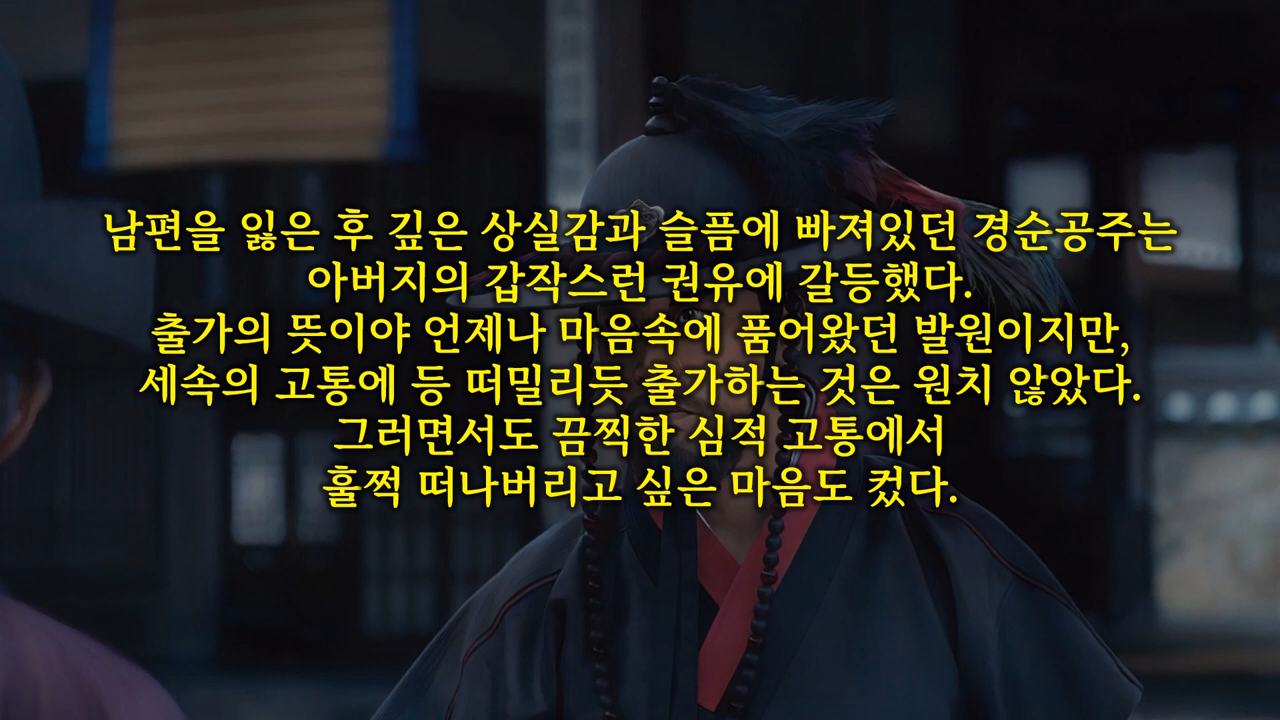 남편을 잃은 후 깊은 상실감과 슬픔에 빠져있던 경순공주는
아버지의 갑작스런 권유에 갈등했다.
출가의 뜻이야 언제나 마음속에 품어왔던 발원이지만,
세속의 고통에 등 떠밀리듯 출가하는 것은 원치 않았다.
그러면서도 끔찍한 심적 고통에서
훌쩍 떠나버리고 싶은 마음도 컸다.